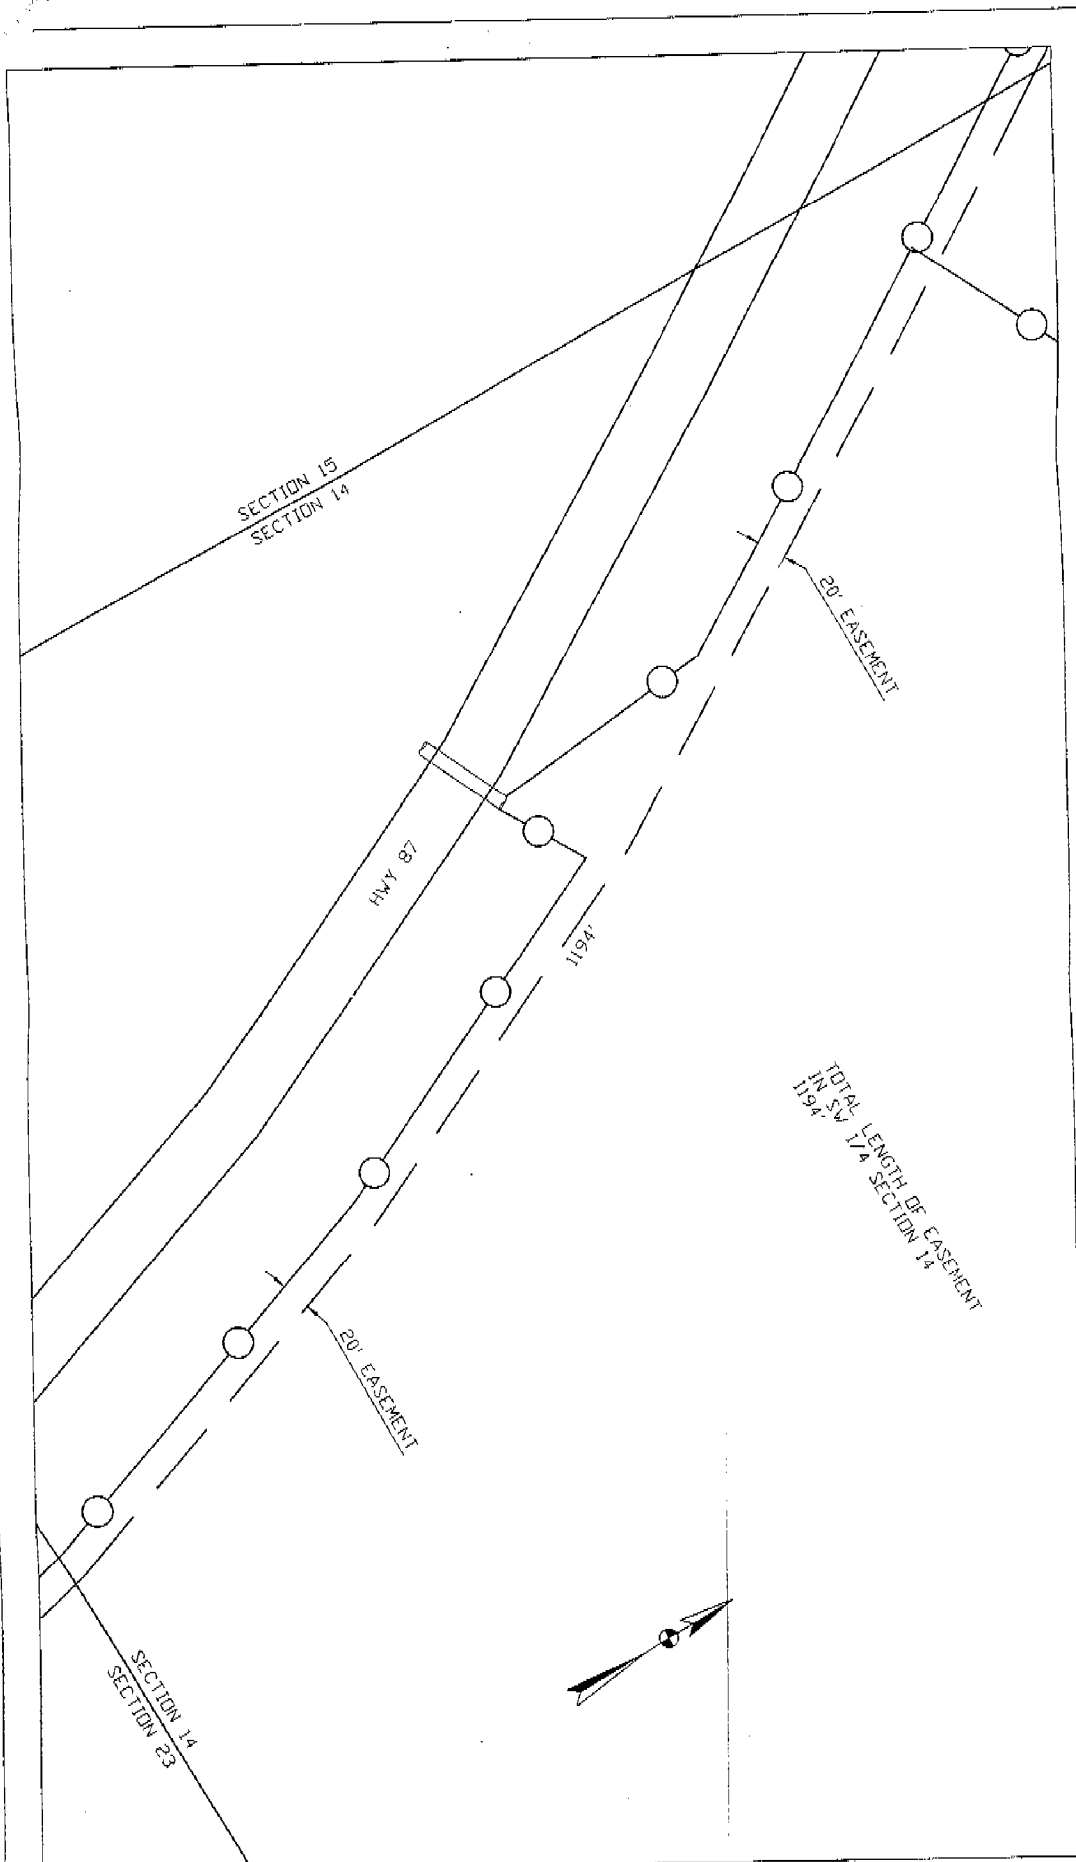 SECTION 15
SECTION 14
20' EASEMENT
HWY 87
1194'
TOTAL LENGTH OF EASEMENT
IN SW 1/4 SECTION 14
1194'
20' EASEMENT
SECTION 14
SECTION 23